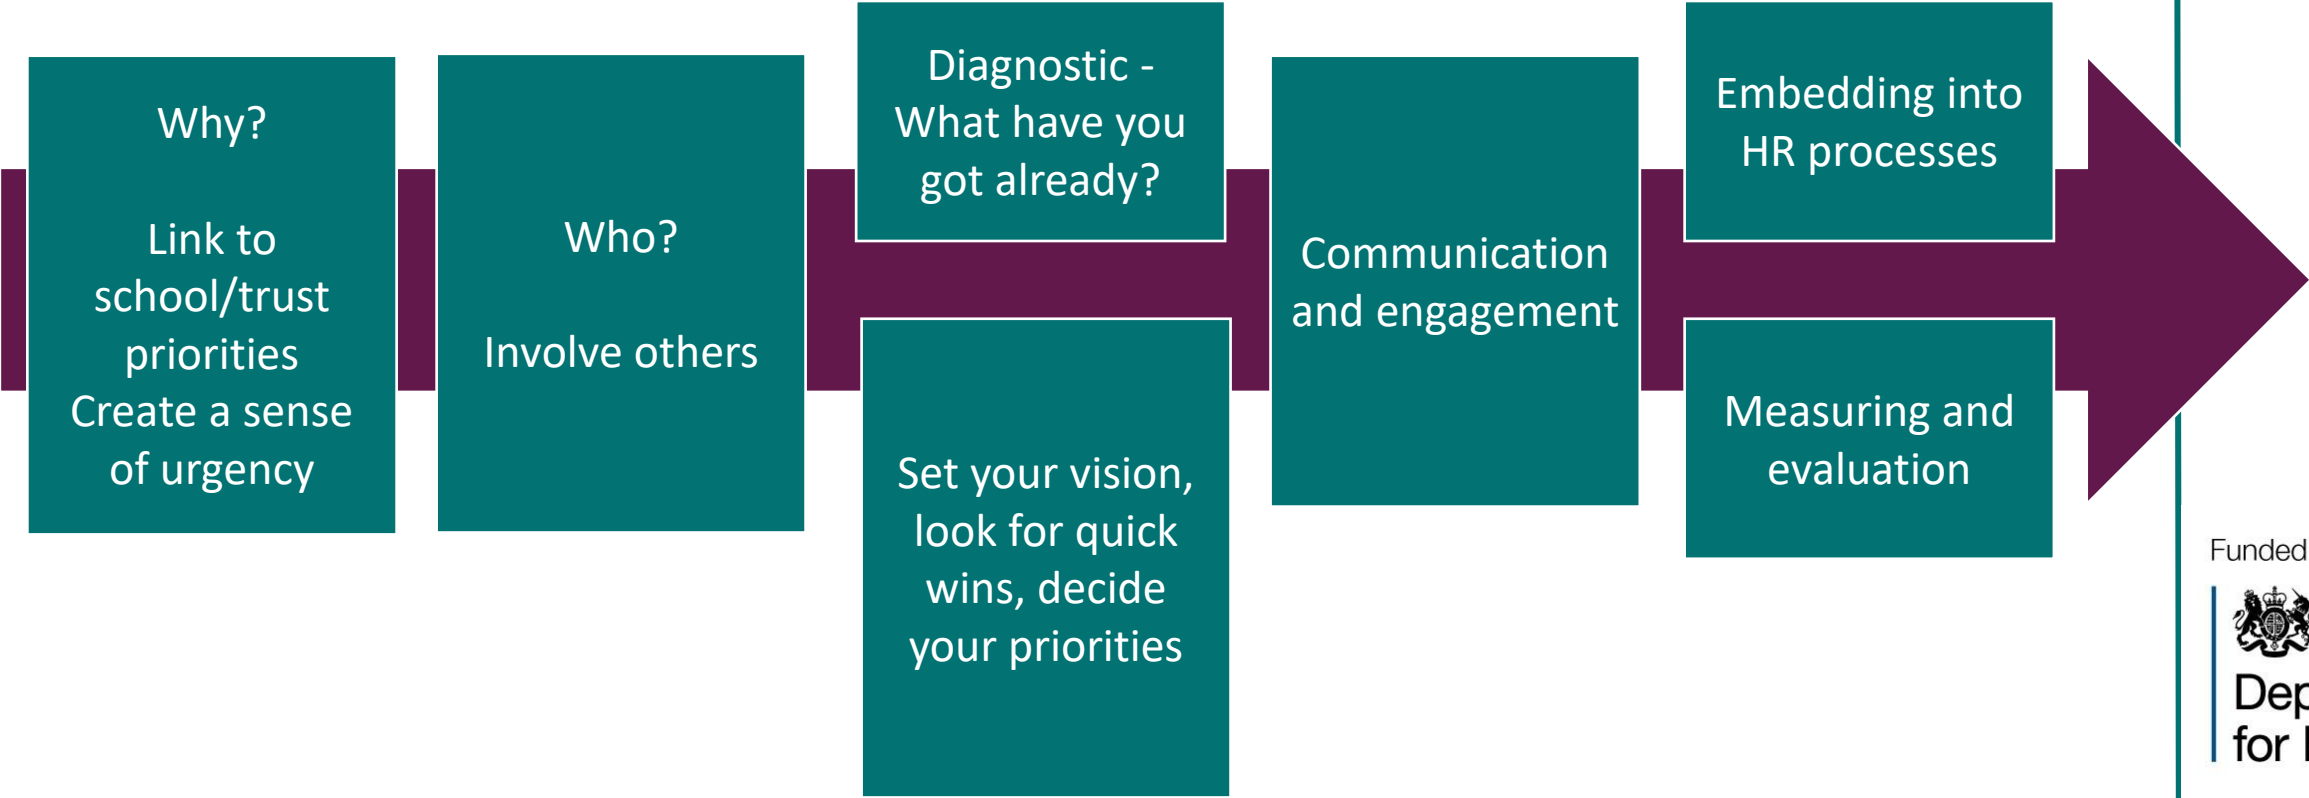 Why?
Link to
school/trust
priorities
Create a sense
of urgency
Who?
Involve others
Diagnostic -
What have you
got already?
Set your vision,
look for quick
wins, decide
your priorities
Communication
and engagement
Embedding into
HR processes
Measuring and
evaluation
Funded
for